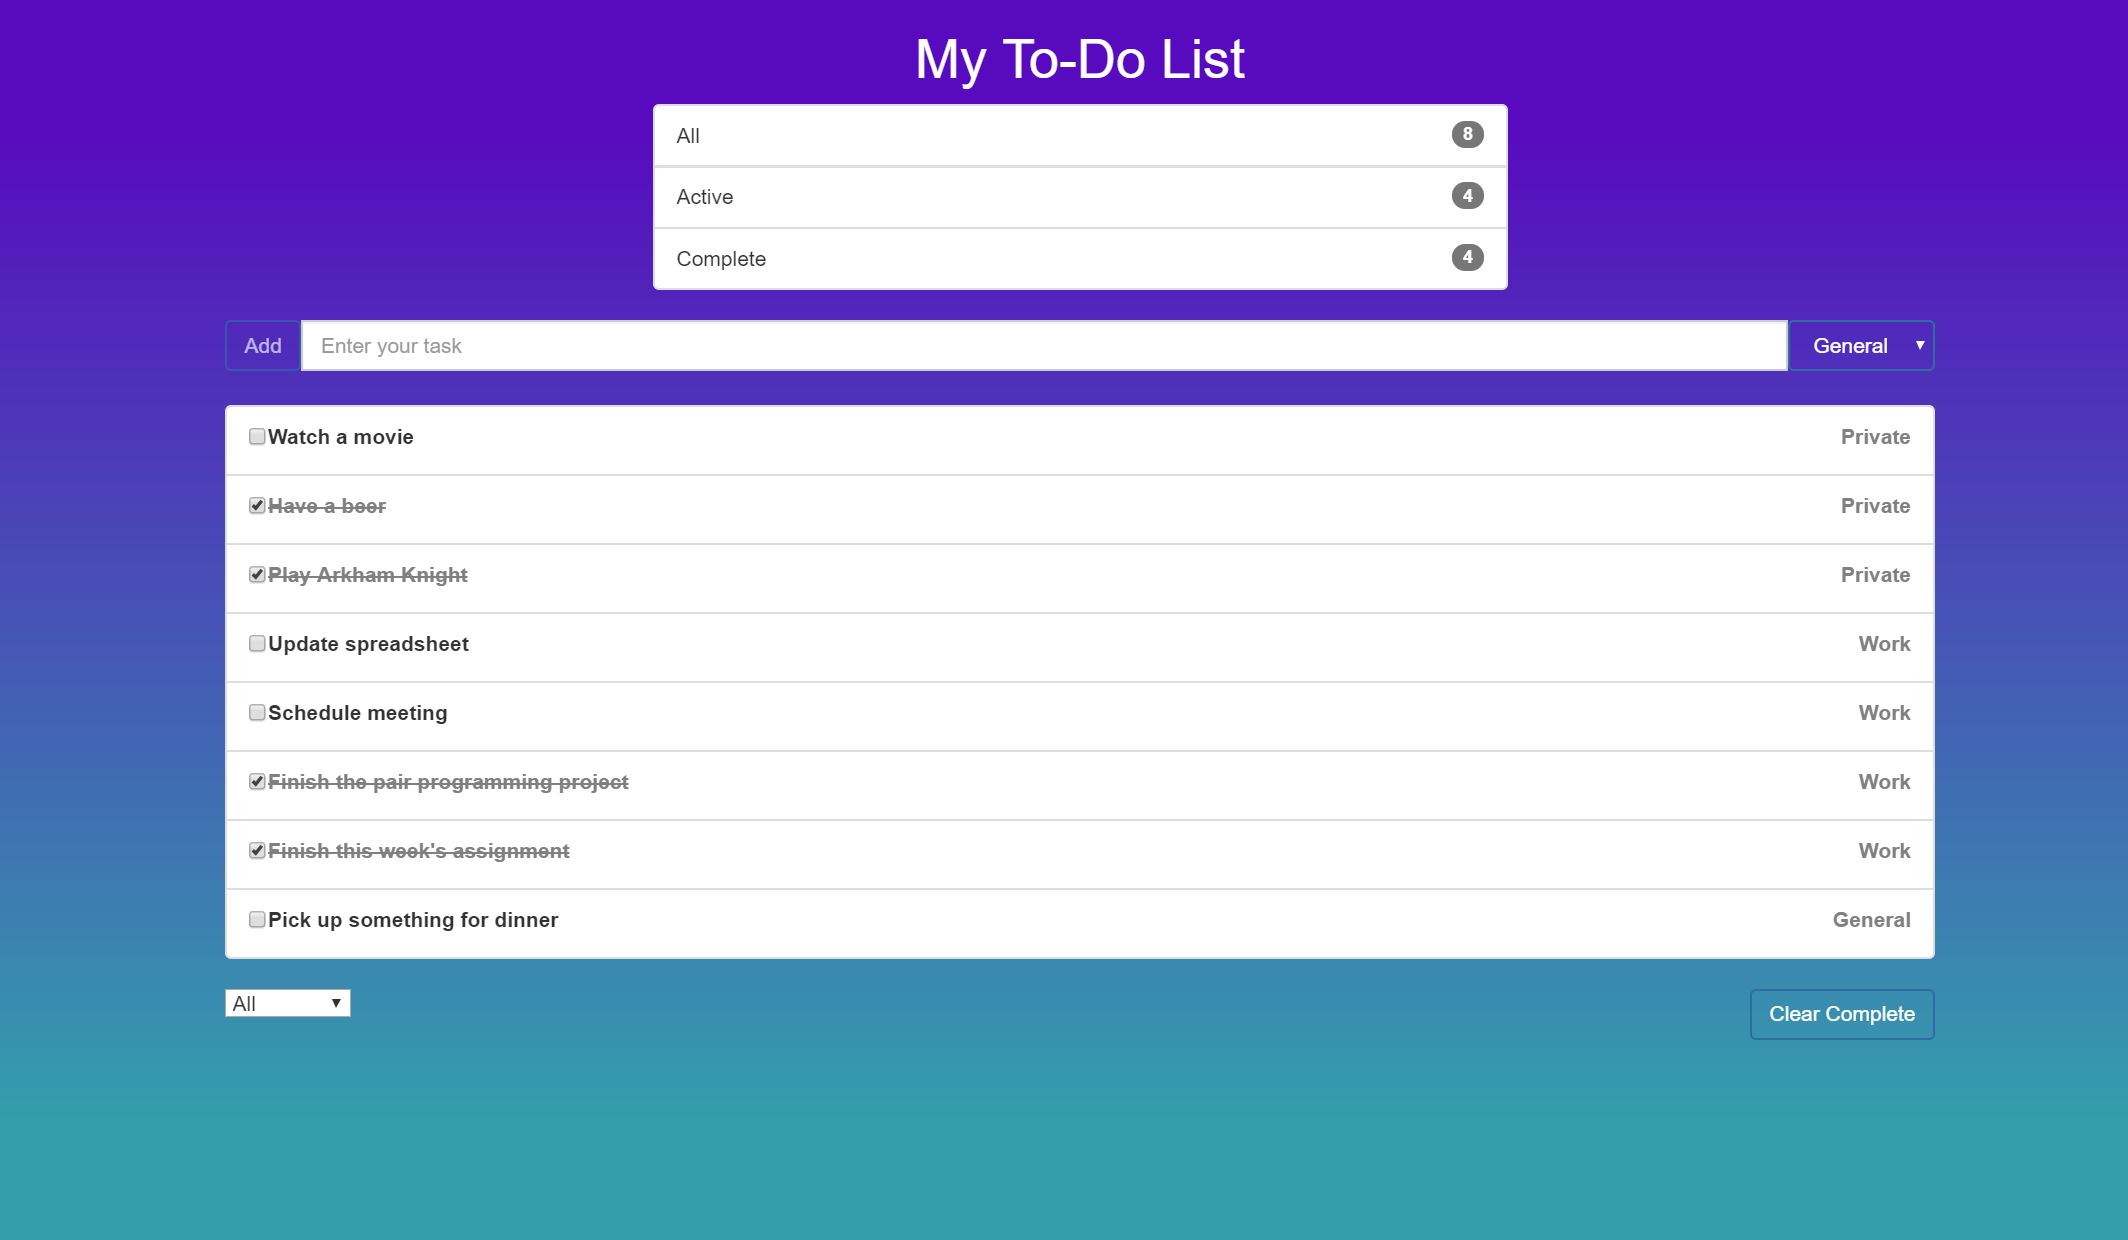 My To-Do List
All 8
Active 4
Complete 4
Add Enter your task General
Watch a movie Private
Have a beer Private
Play Arkham Knight Private
Update spreadsheet Work
Schedule meeting Work
Finish the pair programming project Work
Finish this week's assignment Work
Pick up something for dinner General
All Clear Complete